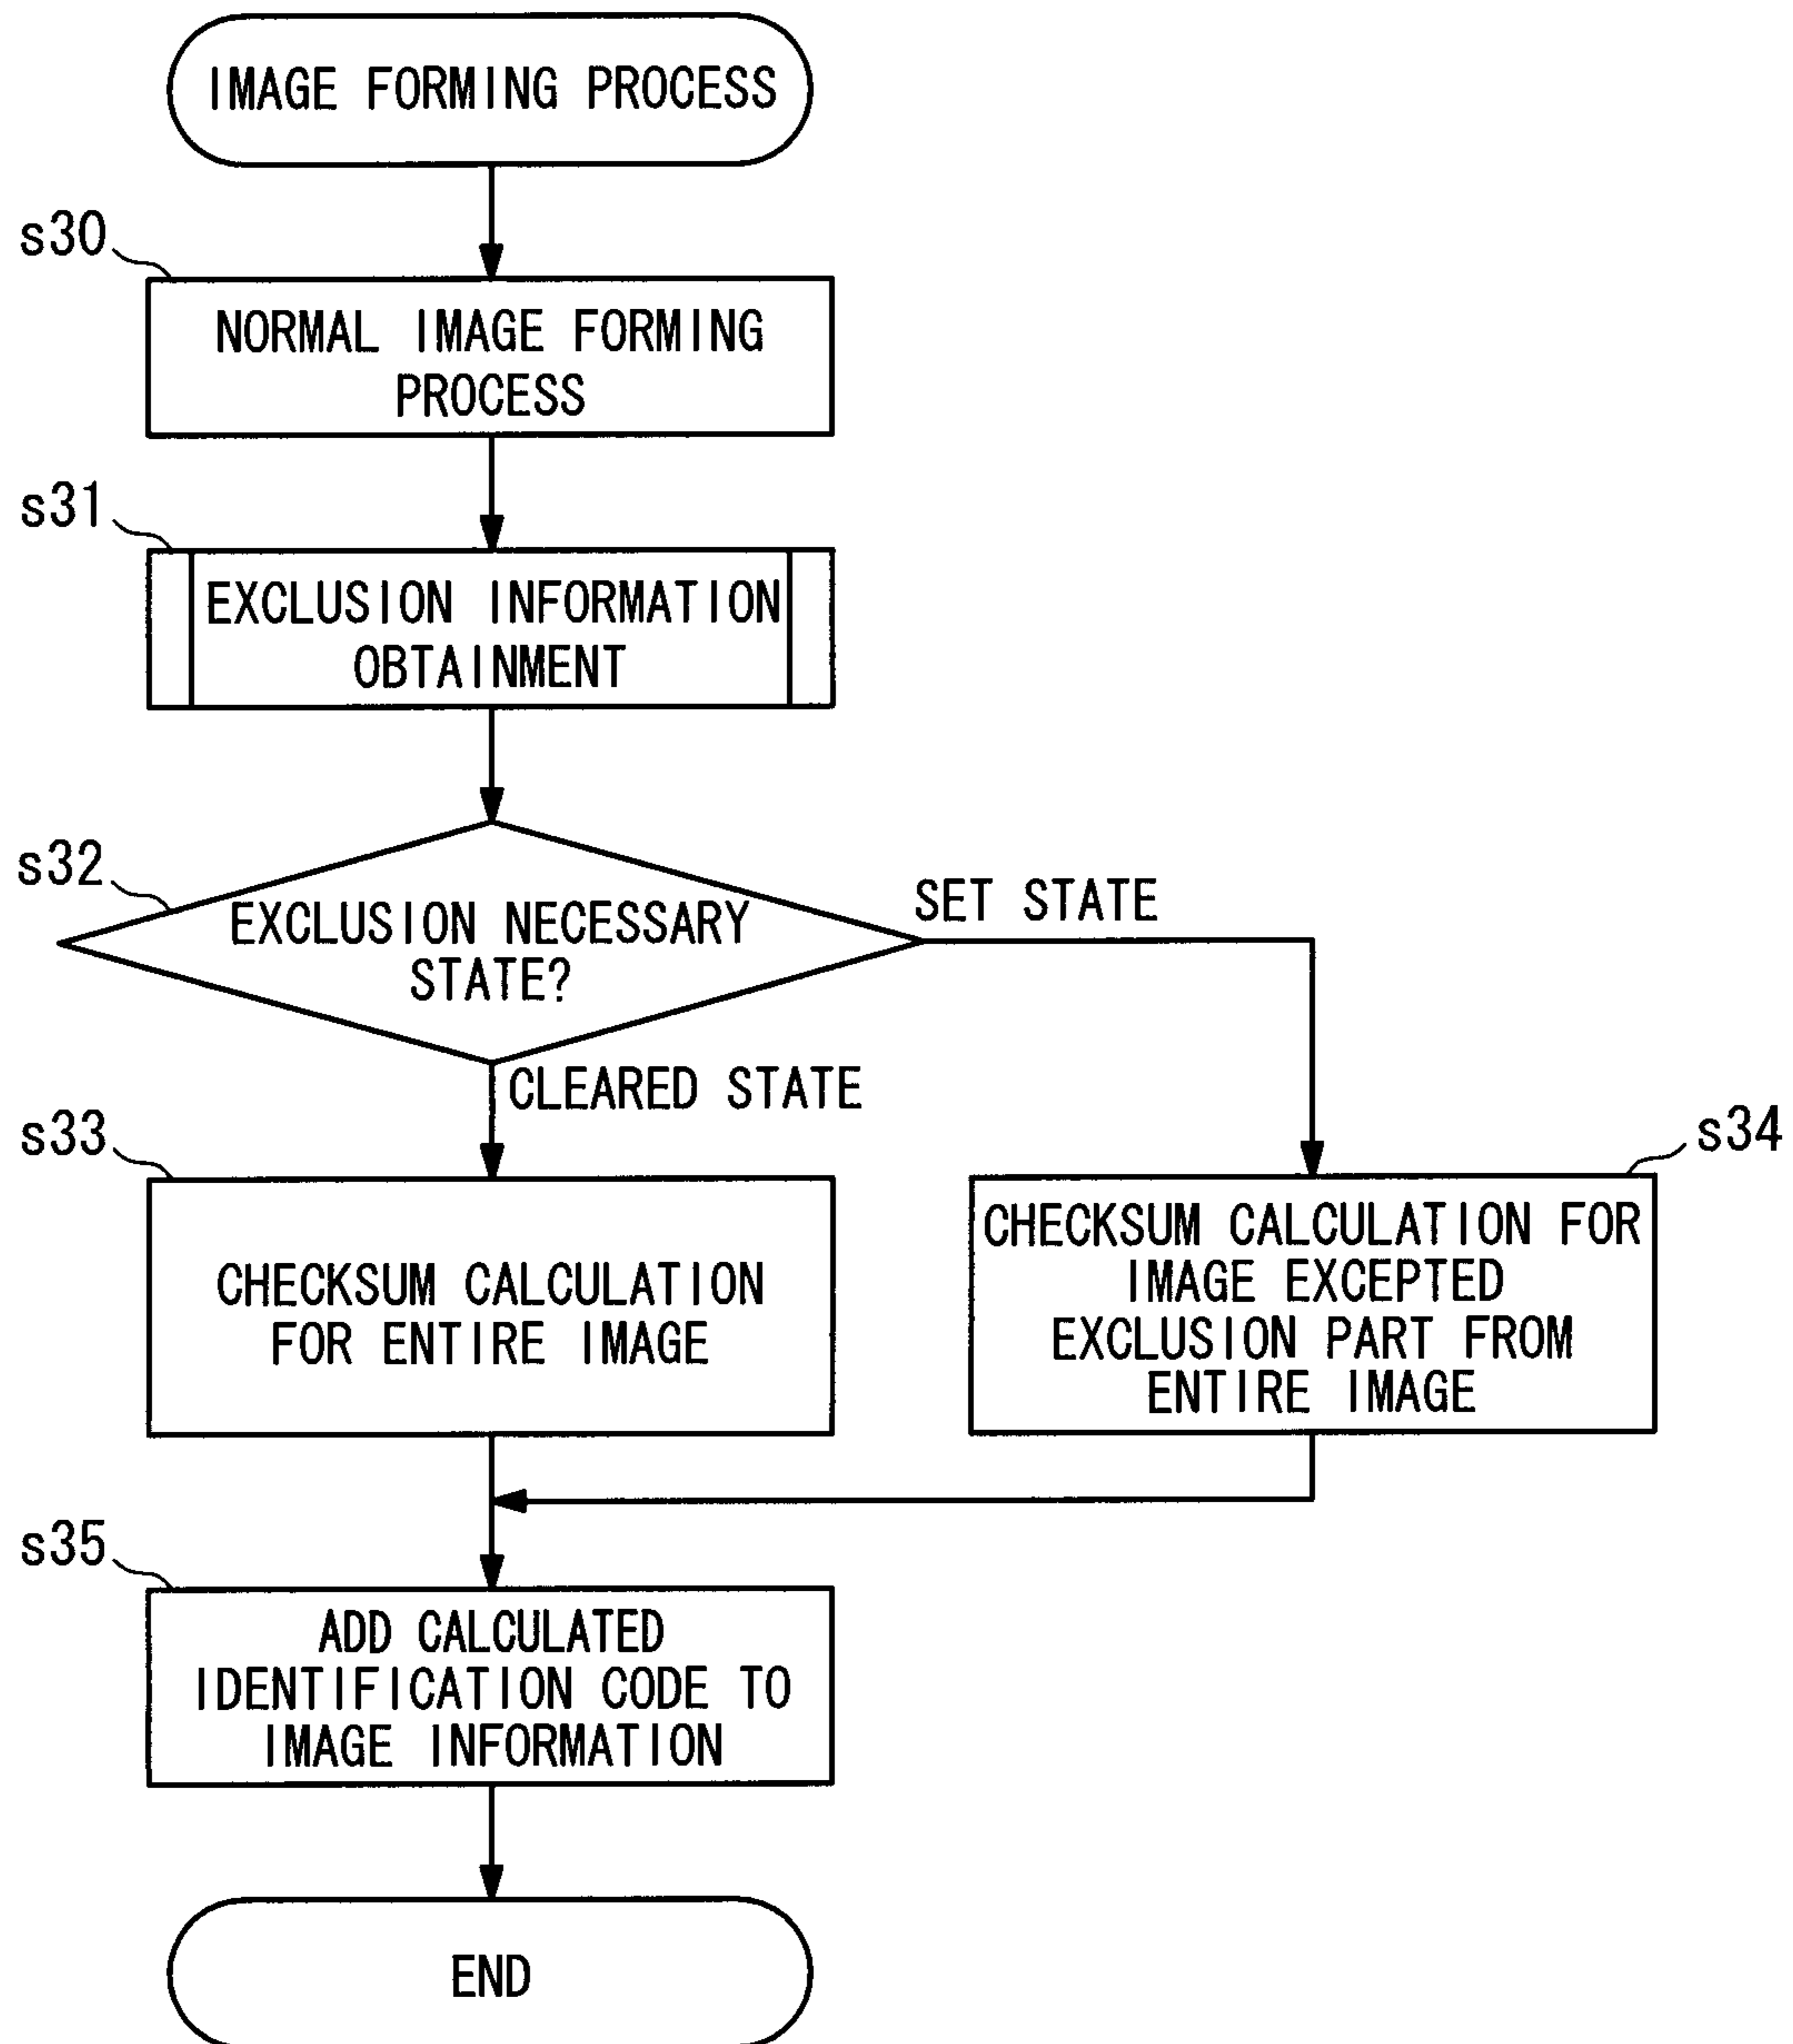 IMAGE FORMING PROCESS
s30
NORMAL IMAGE FORMING
PROCESS
s31
EXCLUSION INFORMATION
OBTAINMENT
s32
EXCLUSION NECESSARY
STATE?
SET STATE
CLEARED STATE
s33
CHECKSUM CALCULATION
FOR ENTIRE IMAGE
s34
CHECKSUM CALCULATION FOR
IMAGE EXCEPTED
EXCLUSION PART FROM
ENTIRE IMAGE
s35
ADD CALCULATED
IDENTIFICATION CODE TO
IMAGE INFORMATION
END